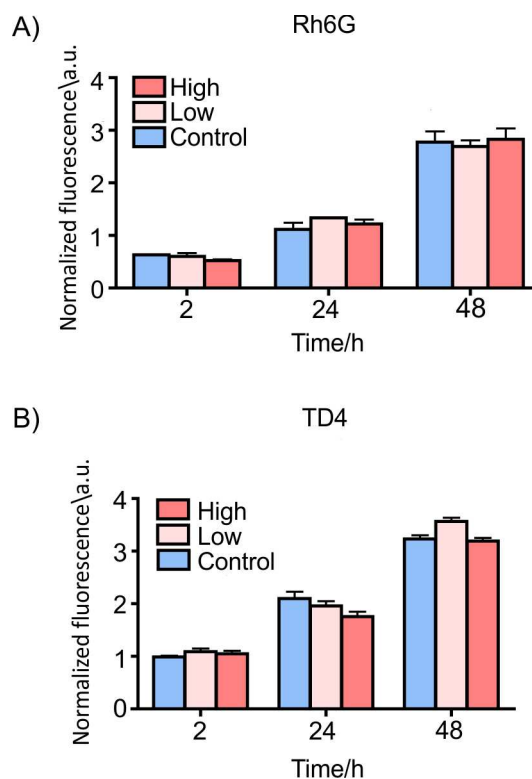 A)
Rh6G
Normalized fluorescence\a.u.
4
3
2
1
0
High
Low
Control
2 24 48
Time/h
B)
TD4
Normalized fluorescence\a.u.
4
3
2
1
0
High
Low
Control
2 24 48
Time/h